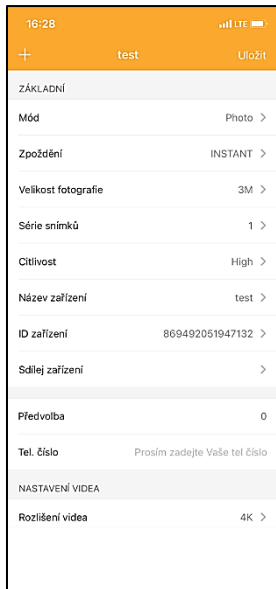 16:28 LTE
+ test Uložit
ZÁKLADNÍ
Mód Photo >
Zpoždění INSTANT >
Velikost fotografie 3M >
Série snímků 1 >
Citlivost High >
Název zařízení test >
ID zařízení 869492051947132 >
Sdílej zařízení >
Předvolba 0
Tel. číslo Prosím zadejte Vaše tel číslo
NASTAVENÍ VIDEA
Rozlišení videa 4K >